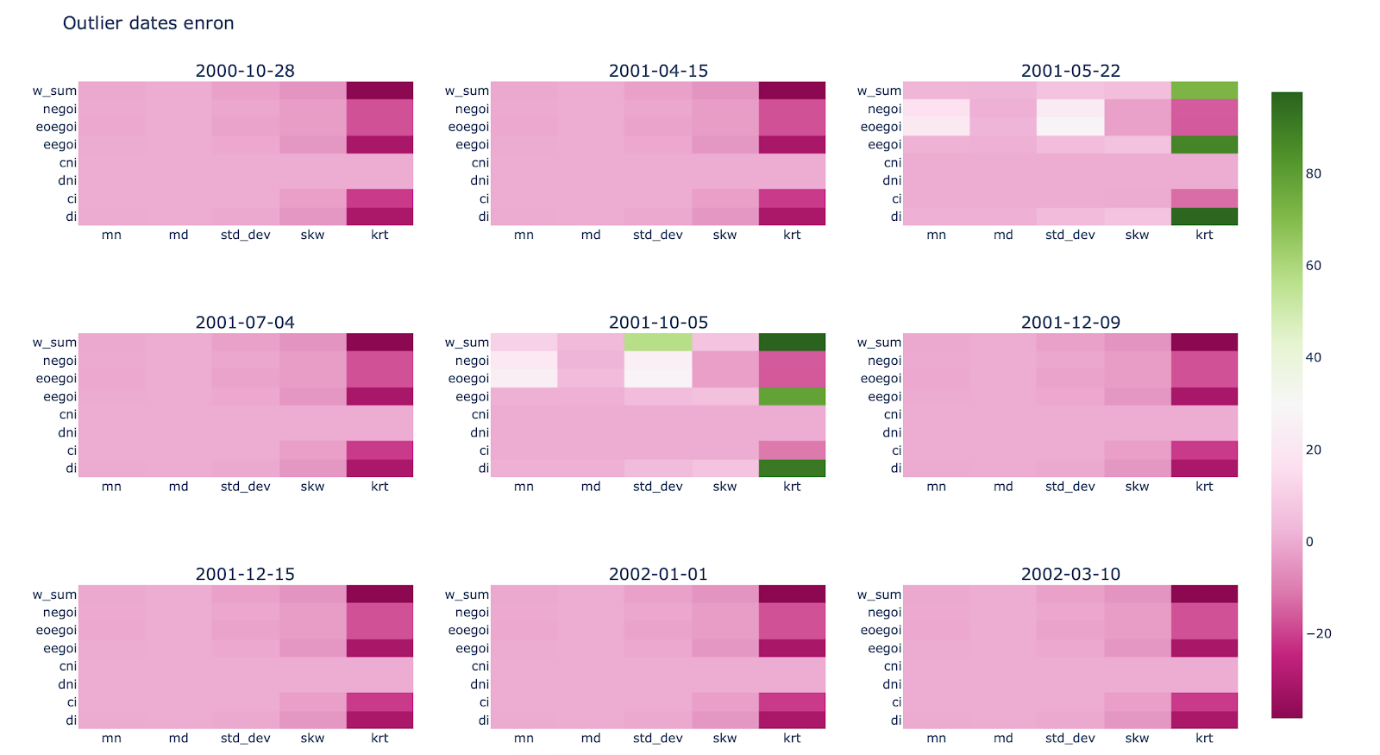 Outlier dates enron
2000-10-28
w_sum
negoi
eoegoi
eegoi
cni
dni
ci
di
mn md std_dev skw krt
2001-04-15
w_sum
negoi
eoegoi
eegoi
cni
dni
ci
di
mn md std_dev skw krt
2001-05-22
w_sum
negoi
eoegoi
eegoi
cni
dni
ci
di
mn md std_dev skw krt
2001-07-04
w_sum
negoi
eoegoi
eegoi
cni
dni
ci
di
mn md std_dev skw krt
2001-10-05
w_sum
negoi
eoegoi
eegoi
cni
dni
ci
di
mn md std_dev skw krt
2001-12-09
w_sum
negoi
eoegoi
eegoi
cni
dni
ci
di
mn md std_dev skw krt
2001-12-15
w_sum
negoi
eoegoi
eegoi
cni
dni
ci
di
mn md std_dev skw krt
2002-01-01
w_sum
negoi
eoegoi
eegoi
cni
dni
ci
di
mn md std_dev skw krt
2002-03-10
w_sum
negoi
eoegoi
eegoi
cni
dni
ci
di
mn md std_dev skw krt
80
60
40
20
0
−20